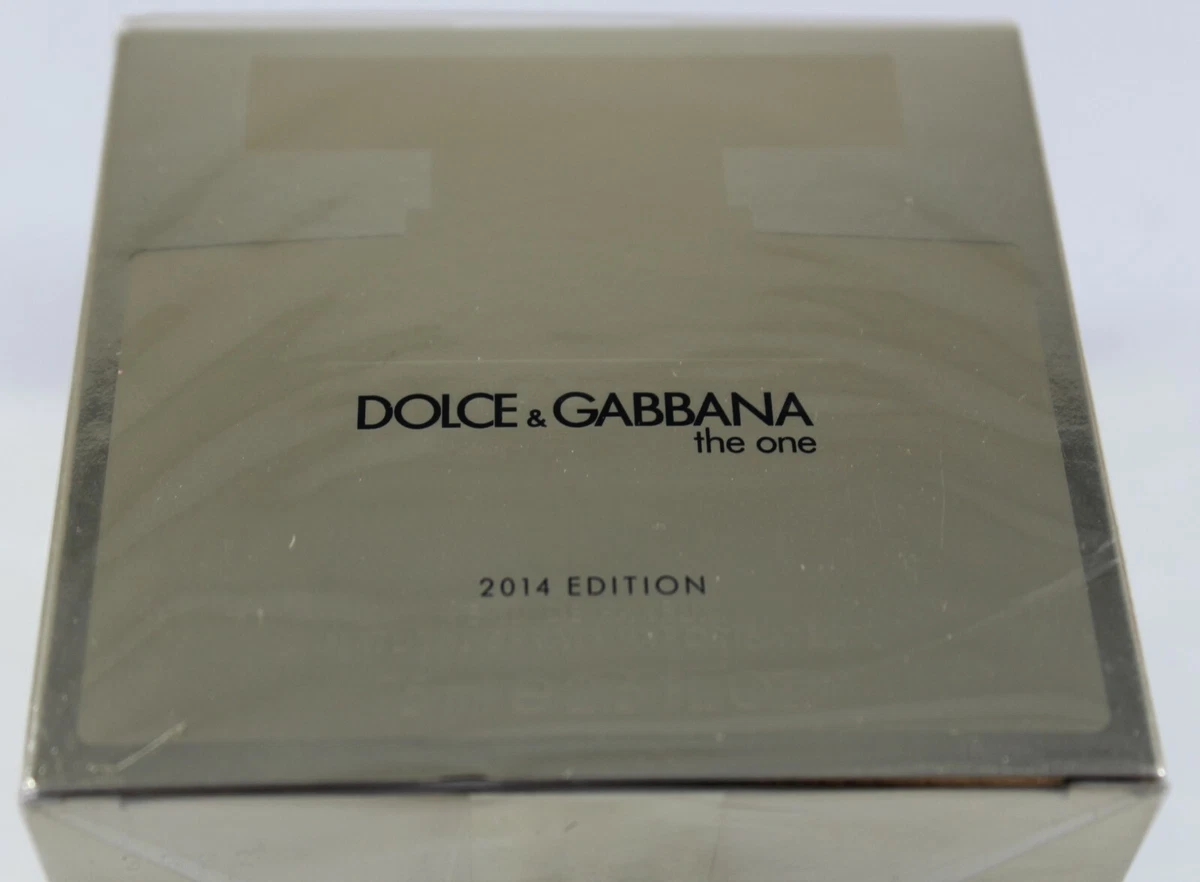 DOLCE & GABBANA
the one
2014 EDITION